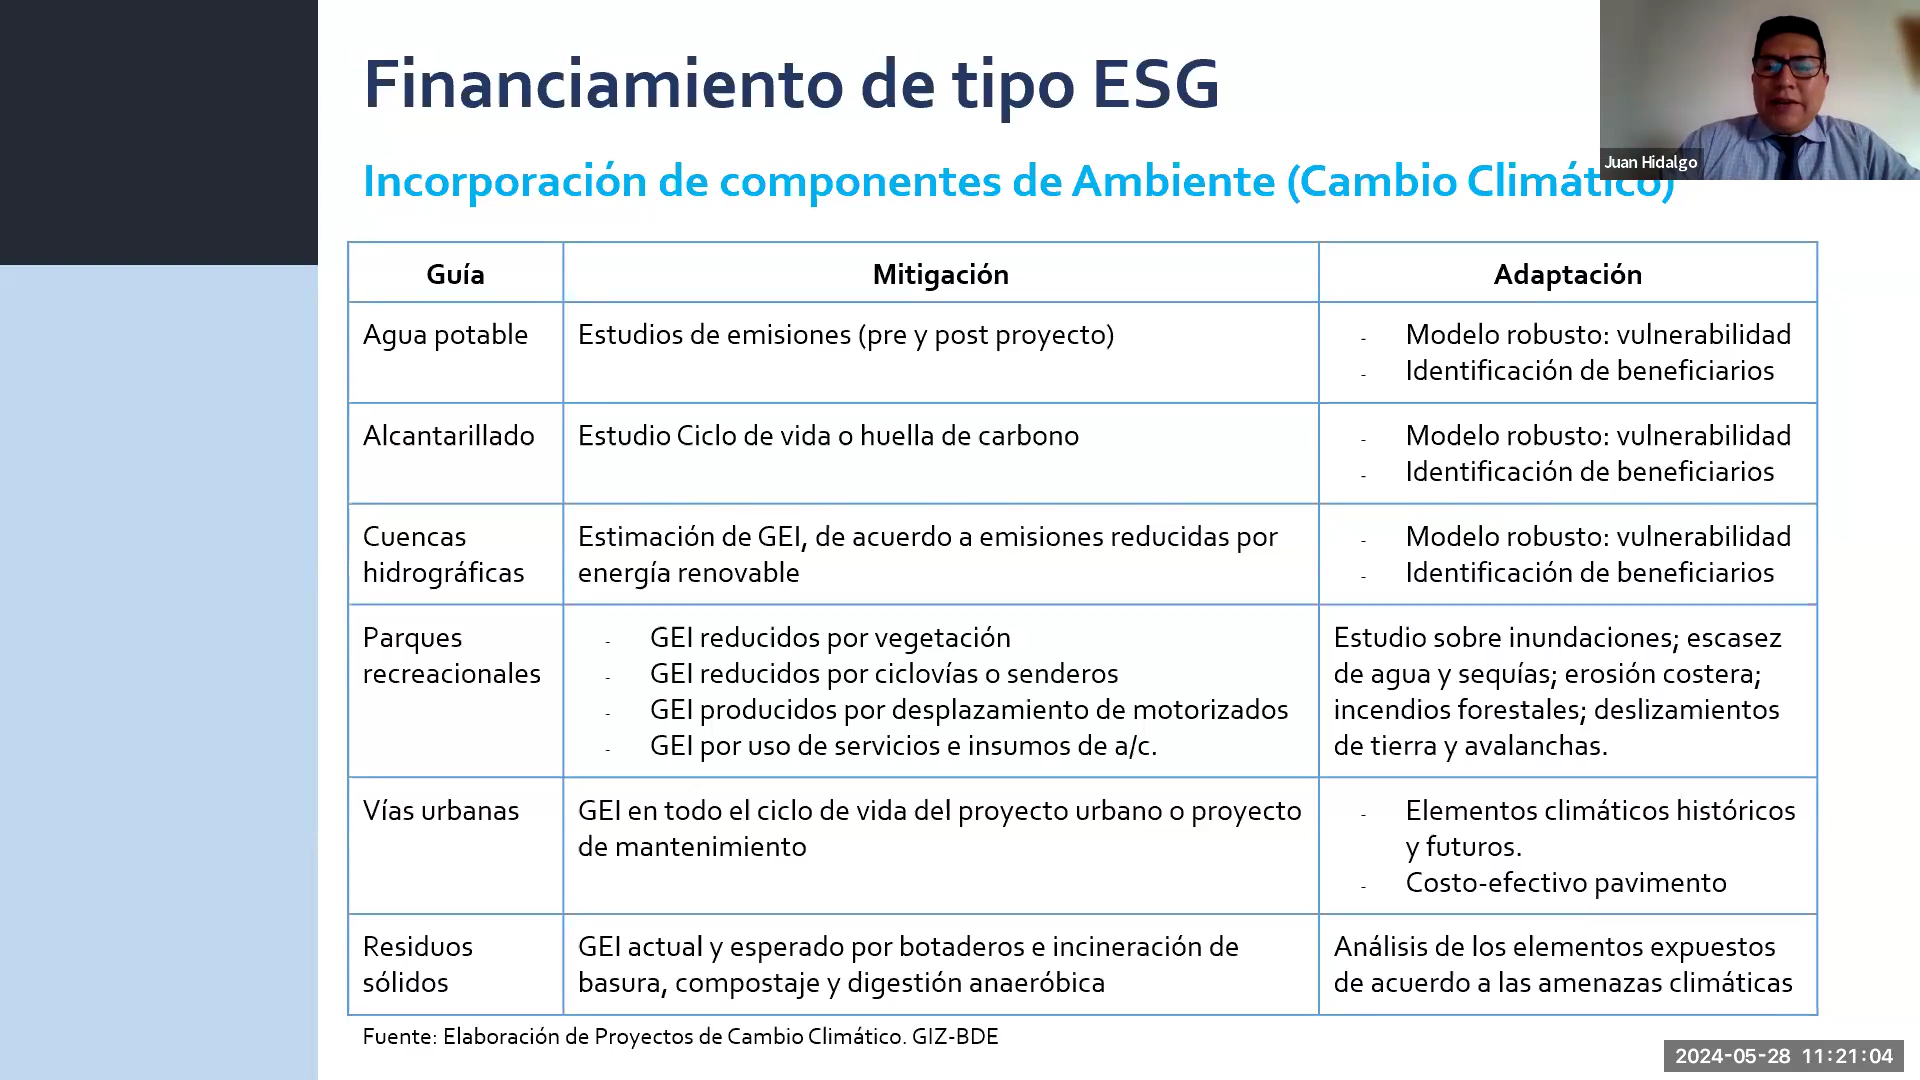 Financiamiento de tipo ESG
Juan Hidalgo
Incorporación de componentes de Ambiente (Cambio Climático)
Guía
Mitigación
Adaptación
Agua potable
Estudios de emisiones (pre y post proyecto)
- Modelo robusto: vulnerabilidad
- Identificación de beneficiarios
Alcantarillado
Estudio Ciclo de vida o huella de carbono
- Modelo robusto: vulnerabilidad
- Identificación de beneficiarios
Cuencas
hidrográficas
Estimación de GEI, de acuerdo a emisiones reducidas por
energía renovable
- Modelo robusto: vulnerabilidad
- Identificación de beneficiarios
Parques
recreacionales
- GEI reducidos por vegetación
- GEI reducidos por ciclovías o senderos
- GEI producidos por desplazamiento de motorizados
- GEI por uso de servicios e insumos de a/c.
Estudio sobre inundaciones; escasez
de agua y sequías; erosión costera;
incendios forestales; deslizamientos
de tierra y avalanchas.
Vías urbanas
GEI en todo el ciclo de vida del proyecto urbano o proyecto
de mantenimiento
- Elementos climáticos históricos
y futuros.
- Costo-efectivo pavimento
Residuos
sólidos
GEI actual y esperado por botaderos e incineración de
basura, compostaje y digestión anaeróbica
Análisis de los elementos expuestos
de acuerdo a las amenazas climáticas
Fuente: Elaboración de Proyectos de Cambio Climático. GIZ-BDE
2024-05-28 11:21:04